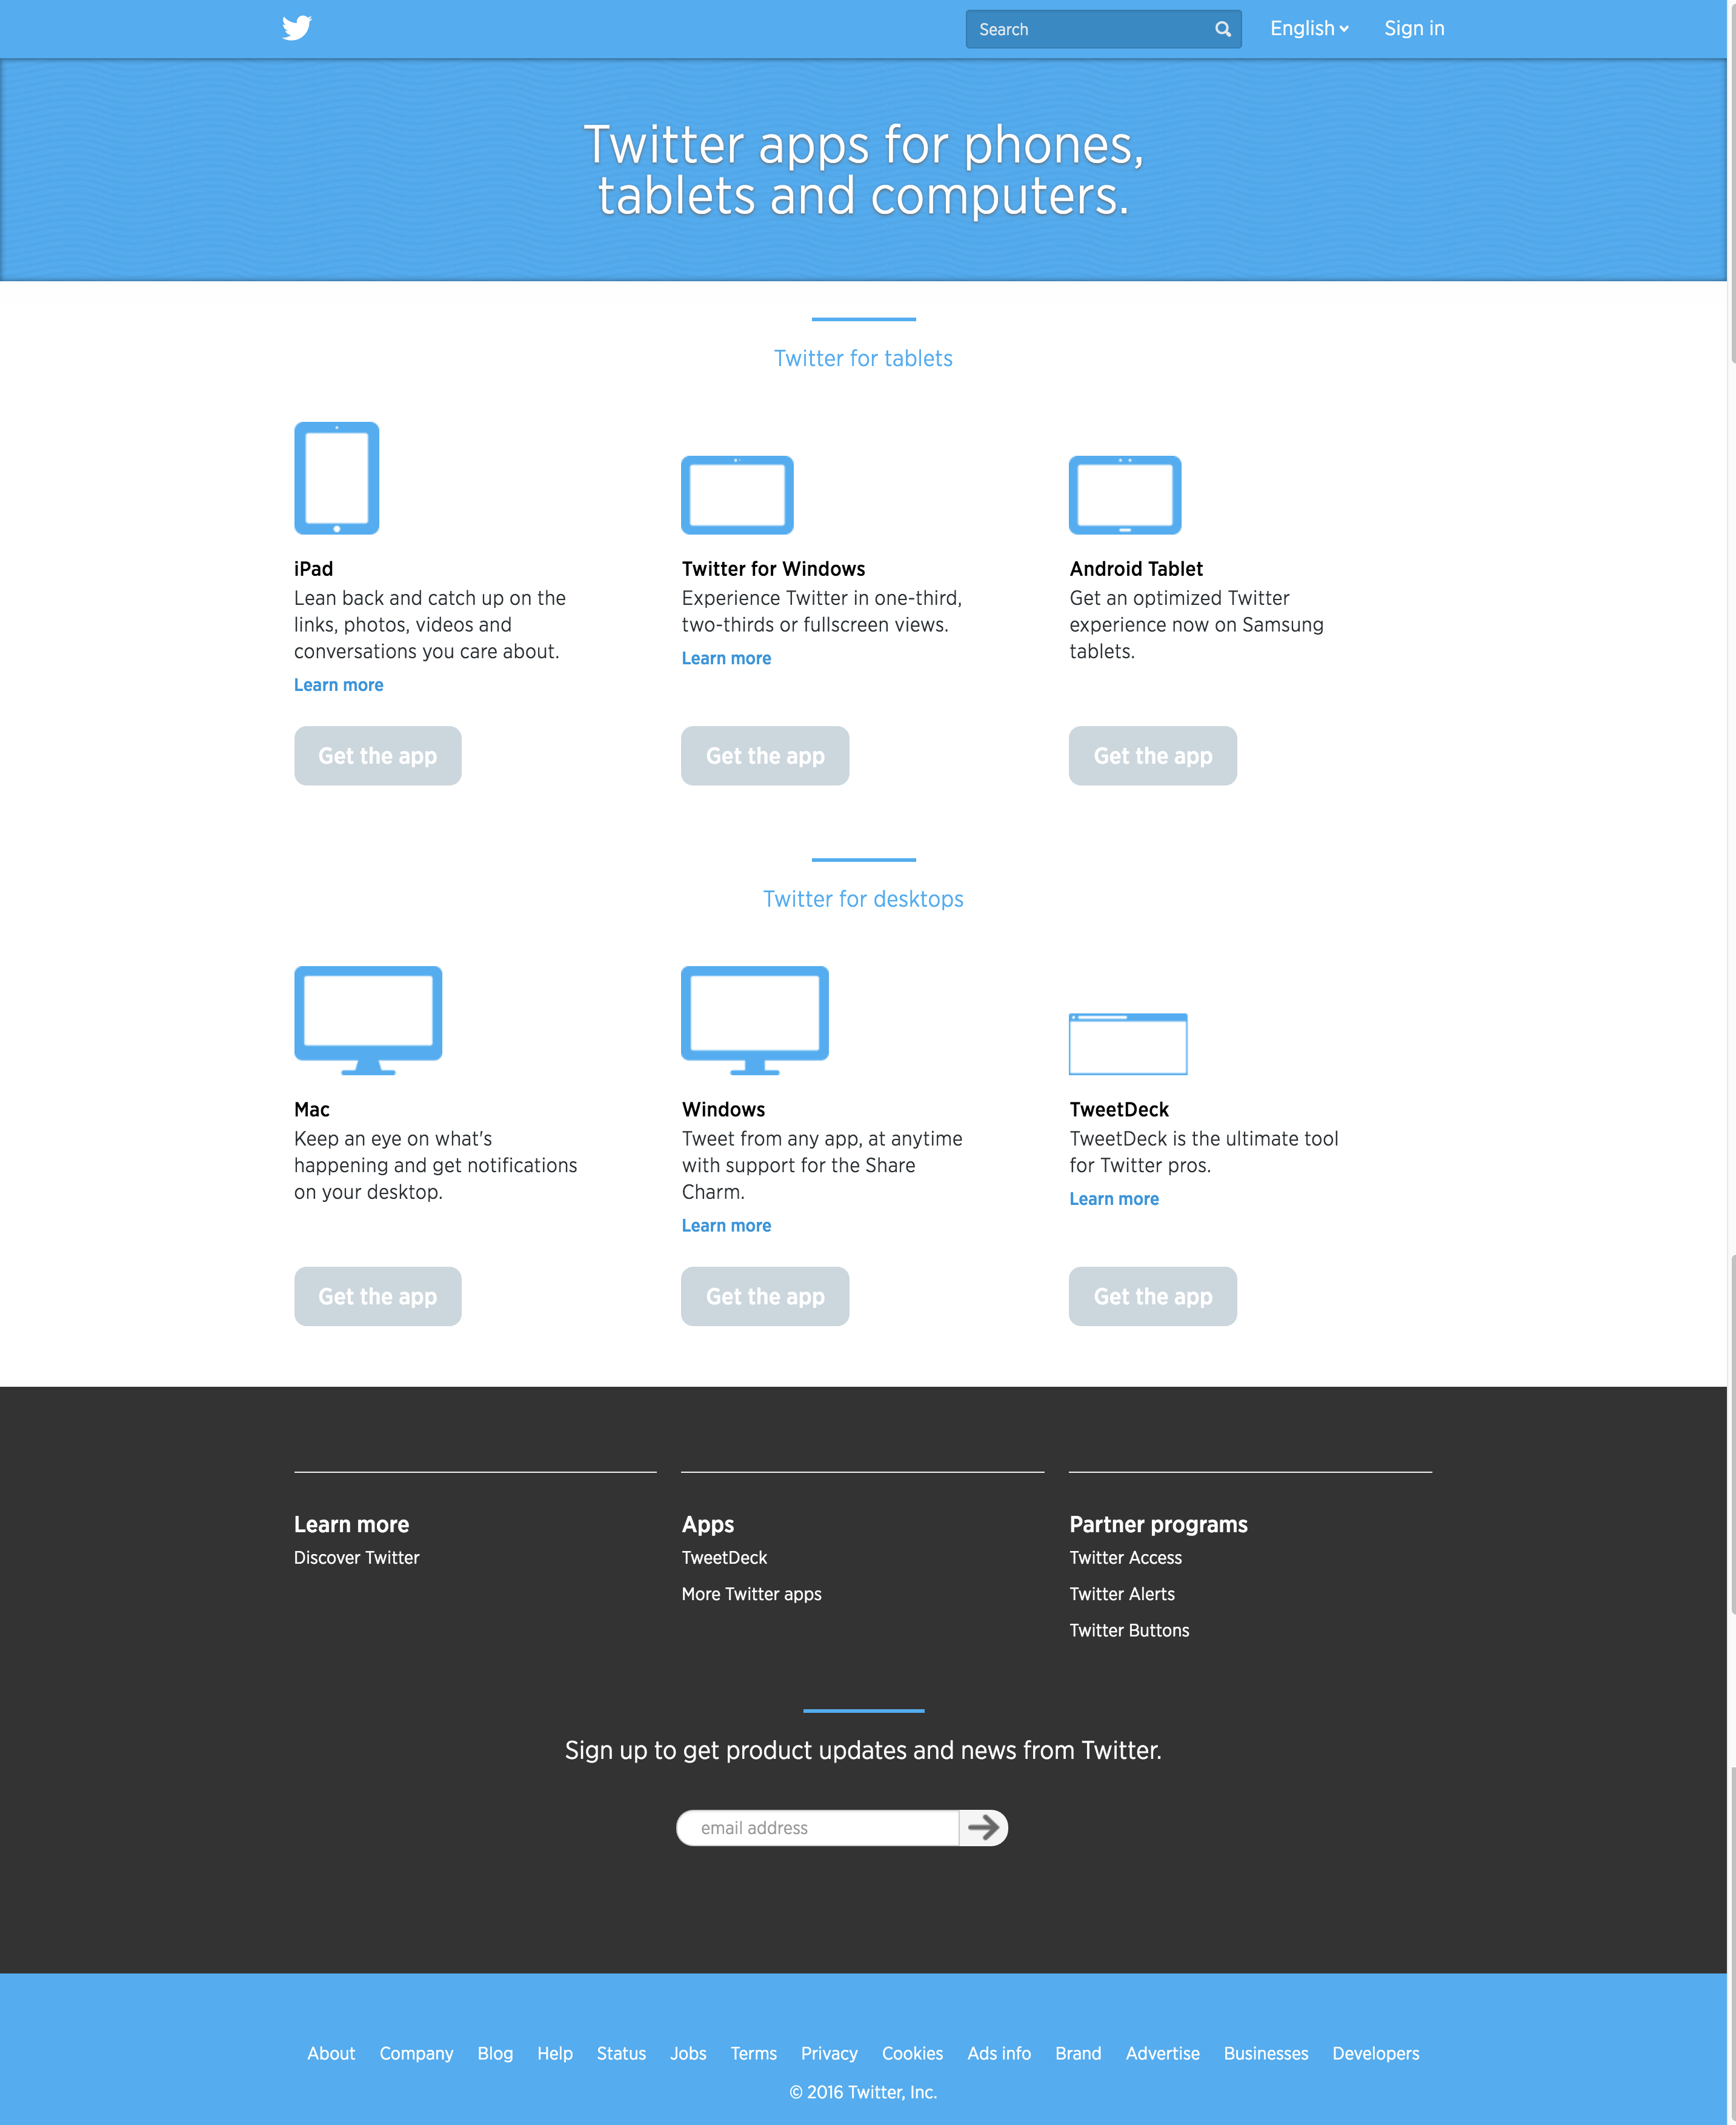 Search
English
Sign in
Twitter apps for phones,
tablets and computers.
Twitter for tablets
iPad
Lean back and catch up on the
links, photos, videos and
conversations you care about.
Learn more
Get the app
Twitter for Windows
Experience Twitter in one-third,
two-thirds or fullscreen views.
Learn more
Get the app
Android Tablet
Get an optimized Twitter
experience now on Samsung
tablets.
Get the app
Twitter for desktops
Mac
Keep an eye on what's
happening and get notifications
on your desktop.
Get the app
Windows
Tweet from any app, at anytime
with support for the Share
Charm.
Learn more
Get the app
TweetDeck
TweetDeck is the ultimate tool
for Twitter pros.
Learn more
Get the app
Learn more
Discover Twitter
Apps
TweetDeck
More Twitter apps
Partner programs
Twitter Access
Twitter Alerts
Twitter Buttons
Sign up to get product updates and news from Twitter.
email address
About Company Blog Help Status Jobs Terms Privacy Cookies Ads info Brand Advertise Businesses Developers
© 2016 Twitter, Inc.